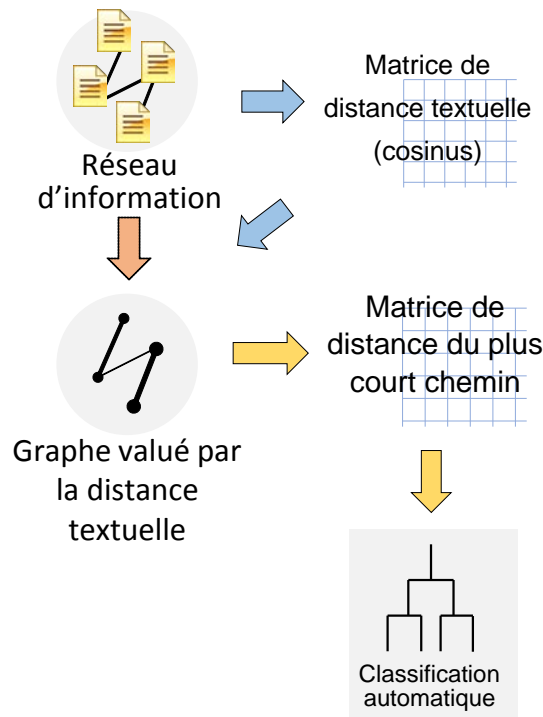 Réseau
d'information
Matrice de
distance textuelle
(cosinus)
Graphe valué par
la distance
textuelle
Matrice de
distance du plus
court chemin
Classification
automatique